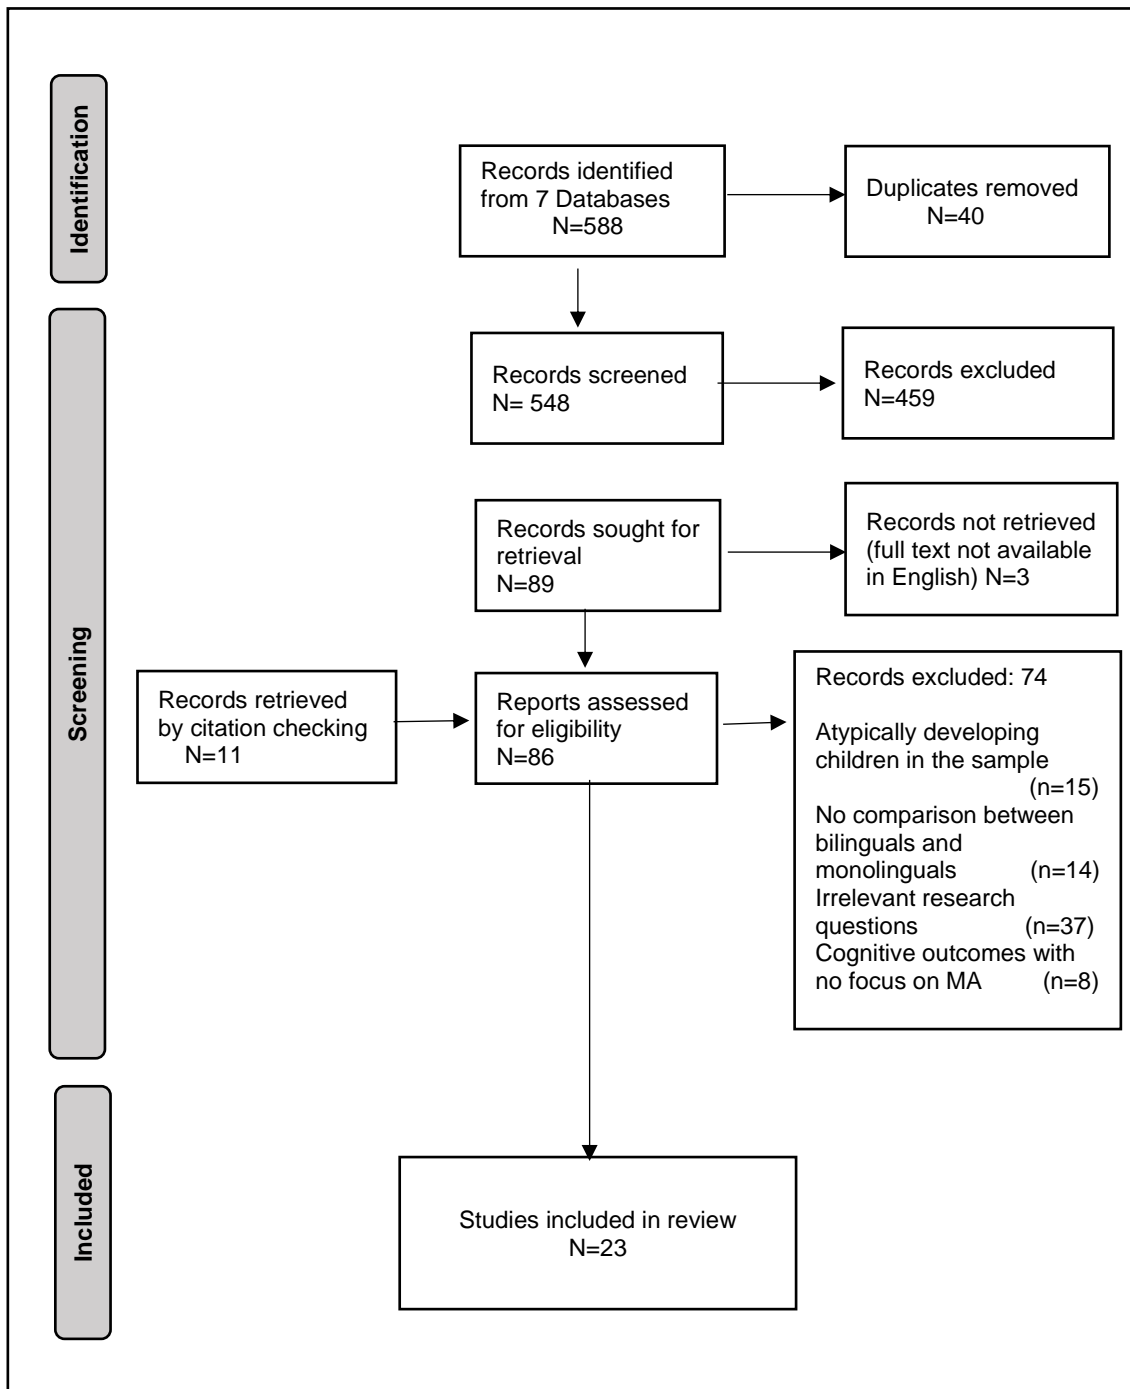 Identification
Records identified
from 7 Databases
N=588
Duplicates removed
N=40
Screening
Records screened
N= 548
Records excluded
N=459
Records sought for
retrieval
N=89
Records not retrieved
(full text not available
in English) N=3
Records retrieved
by citation checking
N=11
Reports assessed
for eligibility
N=86
Records excluded: 74
Atypically developing
children in the sample
(n=15)
No comparison between
bilinguals and
monolinguals (n=14)
Irrelevant research
questions (n=37)
Cognitive outcomes with
no focus on MA (n=8)
Included
Studies included in review
N=23